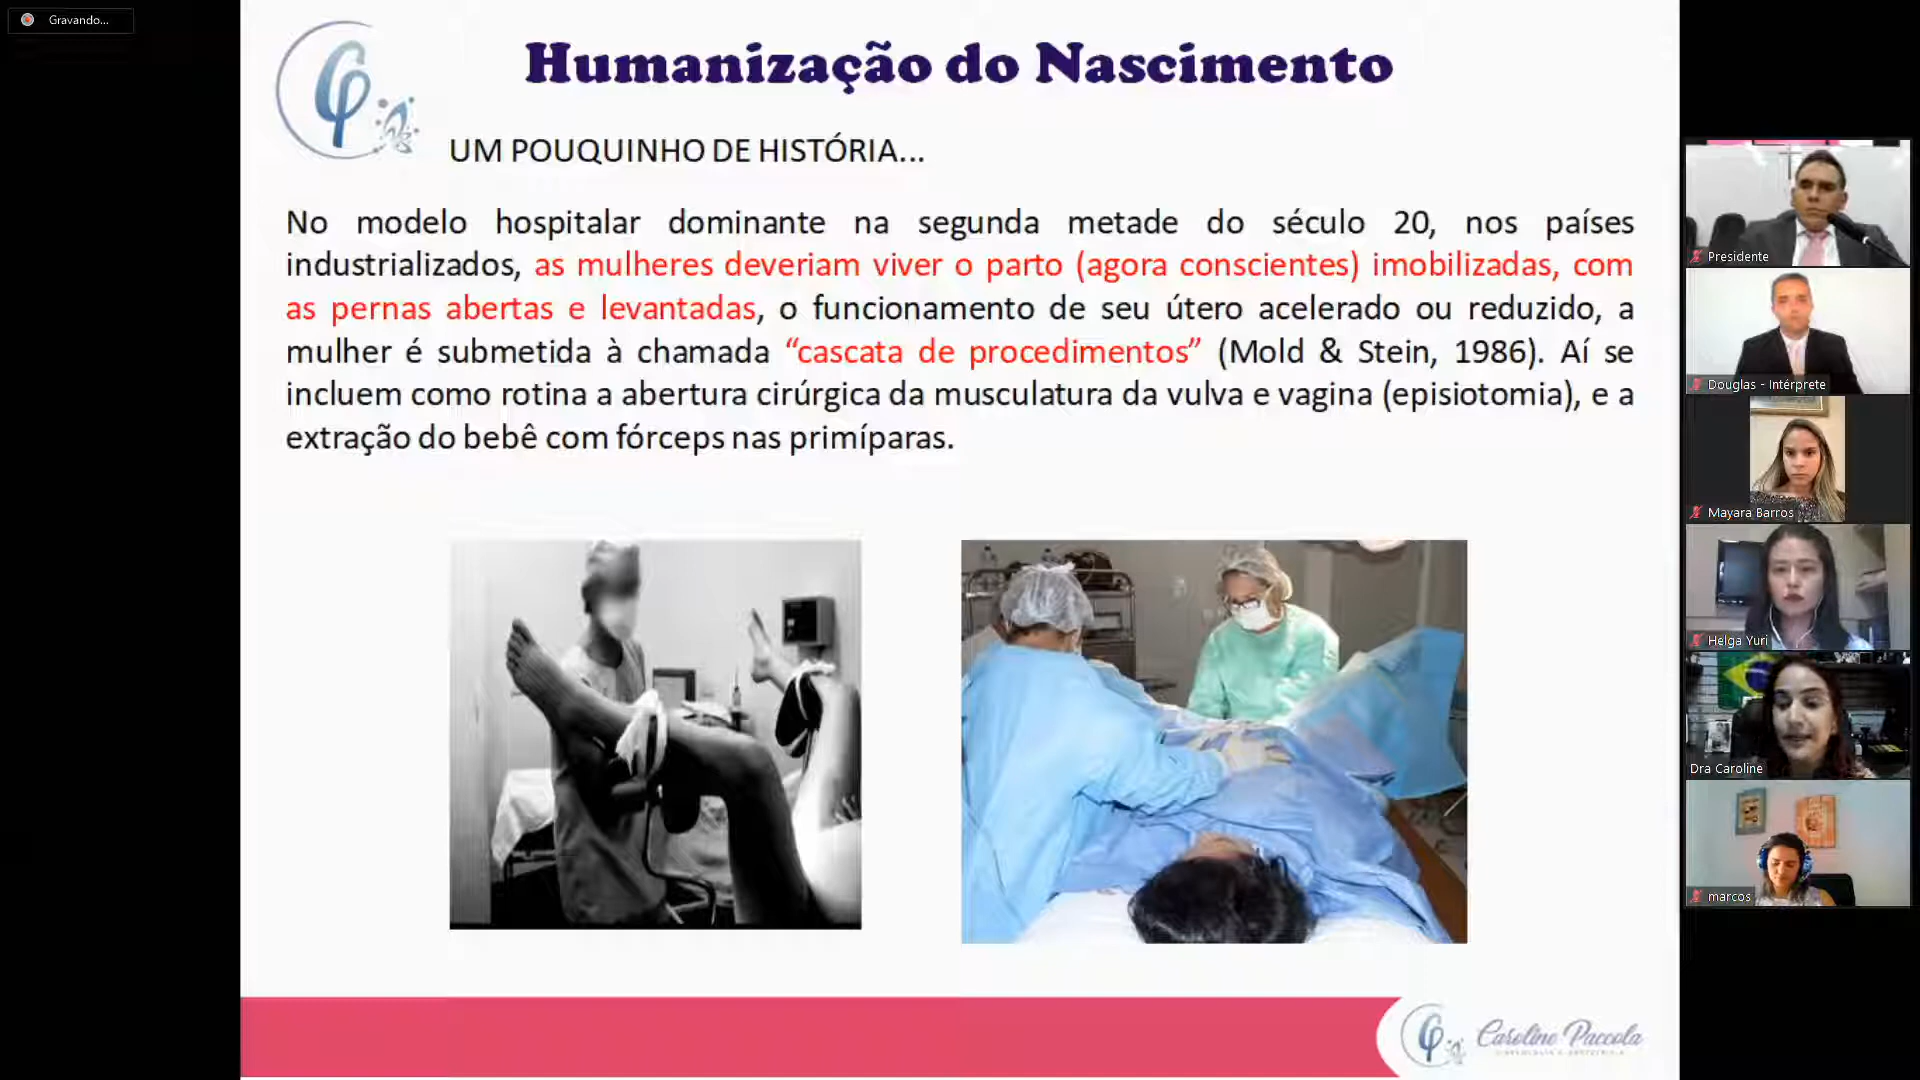 Gravando...
Humanização do Nascimento
UM POUQUINHO DE HISTÓRIA...
No modelo hospitalar dominante na segunda metade do século 20, nos países
industrializados, as mulheres deveriam viver o parto (agora conscientes) imobilizadas, com
as pernas abertas e levantadas, o funcionamento de seu útero acelerado ou reduzido, a
mulher é submetida à chamada “cascata de procedimentos” (Mold & Stein, 1986). Aí se
incluem como rotina a abertura cirúrgica da musculatura da vulva e vagina (episiotomia), e a
extração do bebê com fórceps nas primíparas.
Presidente
Douglas - Intérprete
Mayara Barros
Helga Yuri
Dra Caroline
marcos
Caroline Paccola